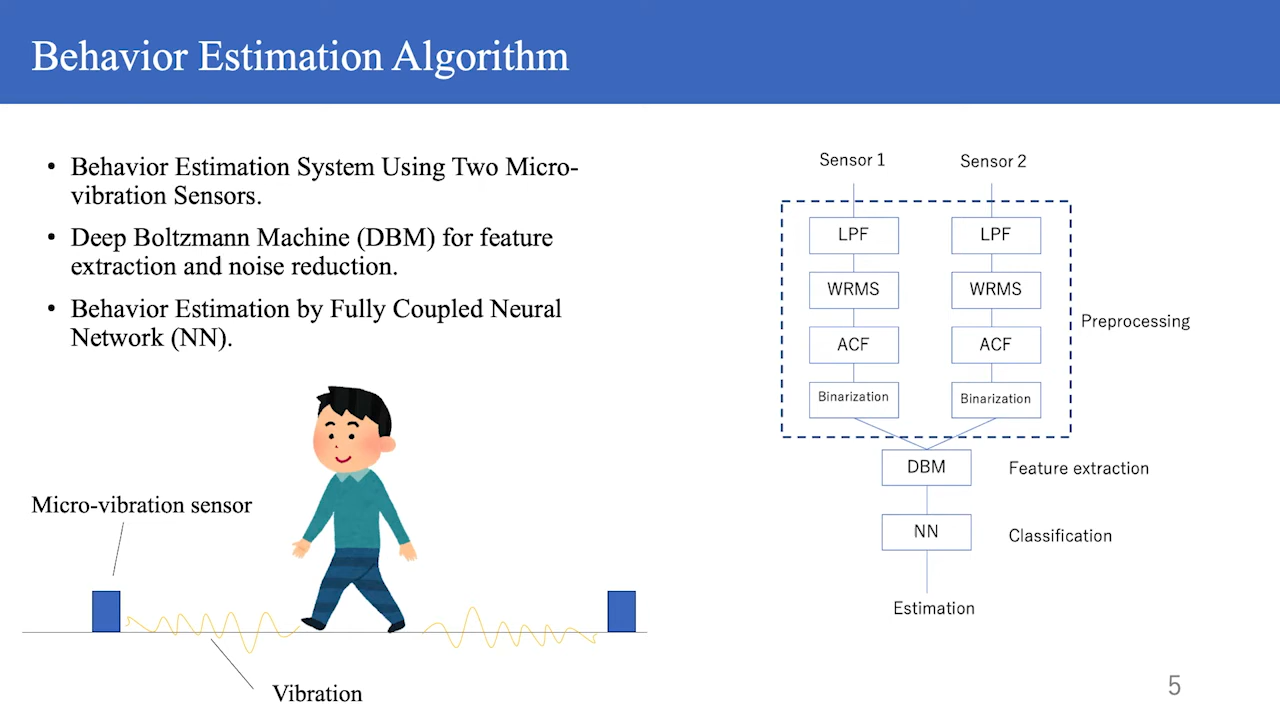 Behavior Estimation Algorithm
• Behavior Estimation System Using Two Micro-
vibration Sensors.
• Deep Boltzmann Machine (DBM) for feature
extraction and noise reduction.
• Behavior Estimation by Fully Coupled Neural
Network (NN).
Micro-vibration sensor
Vibration
Sensor 1
Sensor 2
LPF
LPF
WRMS
WRMS
ACF
ACF
Binarization
Binarization
Preprocessing
DBM
Feature extraction
NN
Classification
Estimation
5